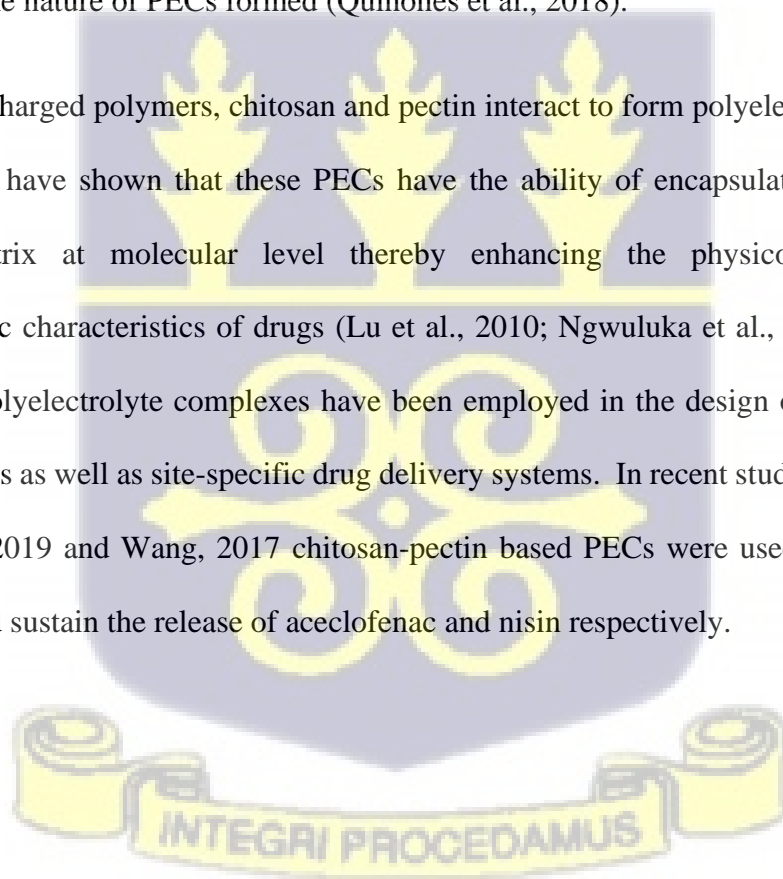 nature of PECs formed (Quinones et al., 2018).
harged polymers, chitosan and pectin interact to form polyele
have shown that these PECs have the ability of encapsulat
trix at molecular level thereby enhancing the physico
c characteristics of drugs (Lu et al., 2010; Ngwuluka et al.,
olyelectrolyte complexes have been employed in the design
s as well as site-specific drug delivery systems. In recent stud
2019 and Wang, 2017 chitosan-pectin based PECs were use
sustain the release of aceclofenac and nisin respectively.
INTEGRI PROCEDAMUS